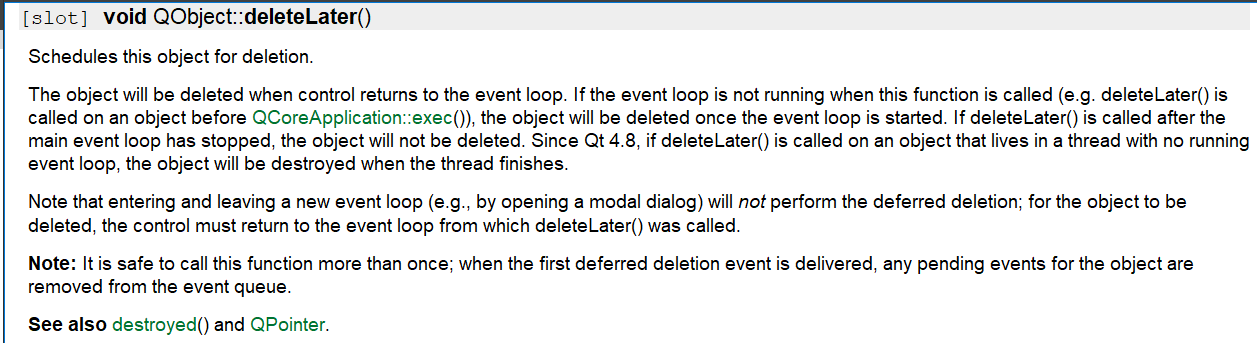 [slot] void QObject::deleteLater()
Schedules this object for deletion.
The object will be deleted when control returns to the event loop. If the event loop is not running when this function is called (e.g. deleteLater() is
called on an object before QCoreApplication::exec()), the object will be deleted once the event loop is started. If deleteLater() is called after the
main event loop has stopped, the object will not be deleted. Since Qt 4.8, if deleteLater() is called on an object that lives in a thread with no running
event loop, the object will be destroyed when the thread finishes.
Note that entering and leaving a new event loop (e.g., by opening a modal dialog) will not perform the deferred deletion; for the object to be
deleted, the control must return to the event loop from which deleteLater() was called.
Note: It is safe to call this function more than once; when the first deferred deletion event is delivered, any pending events for the object are
removed from the event queue.
See also destroyed() and QPointer.